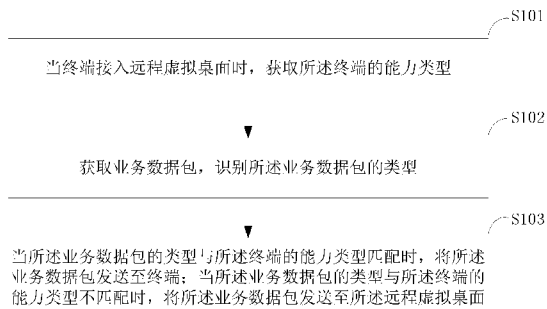 S101
当终端接入远程虚拟桌面时，获取所述终端的能力类型
S102
获取业务数据包，识别所述业务数据包的类型
S103
当所述业务数据包的类型与所述终端的能力类型匹配时，将所述
业务数据包发送至终端；当所述业务数据包的类型与所述终端的
能力类型不匹配时，将所述业务数据包发送至所述远程虚拟桌面